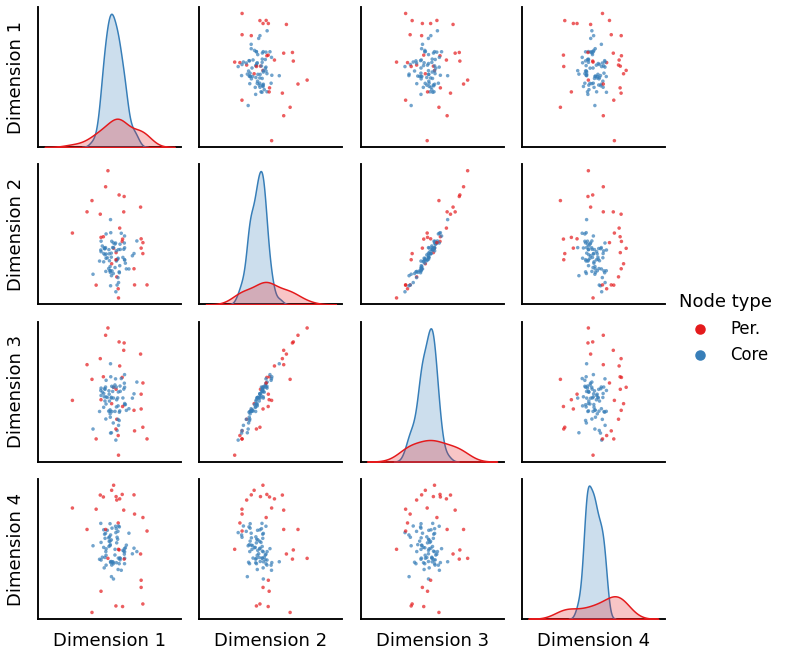 Dimension 1
Dimension 2
Dimension 3
Dimension 4
Node type
Per.
Core
Dimension 1
Dimension 2
Dimension 3
Dimension 4